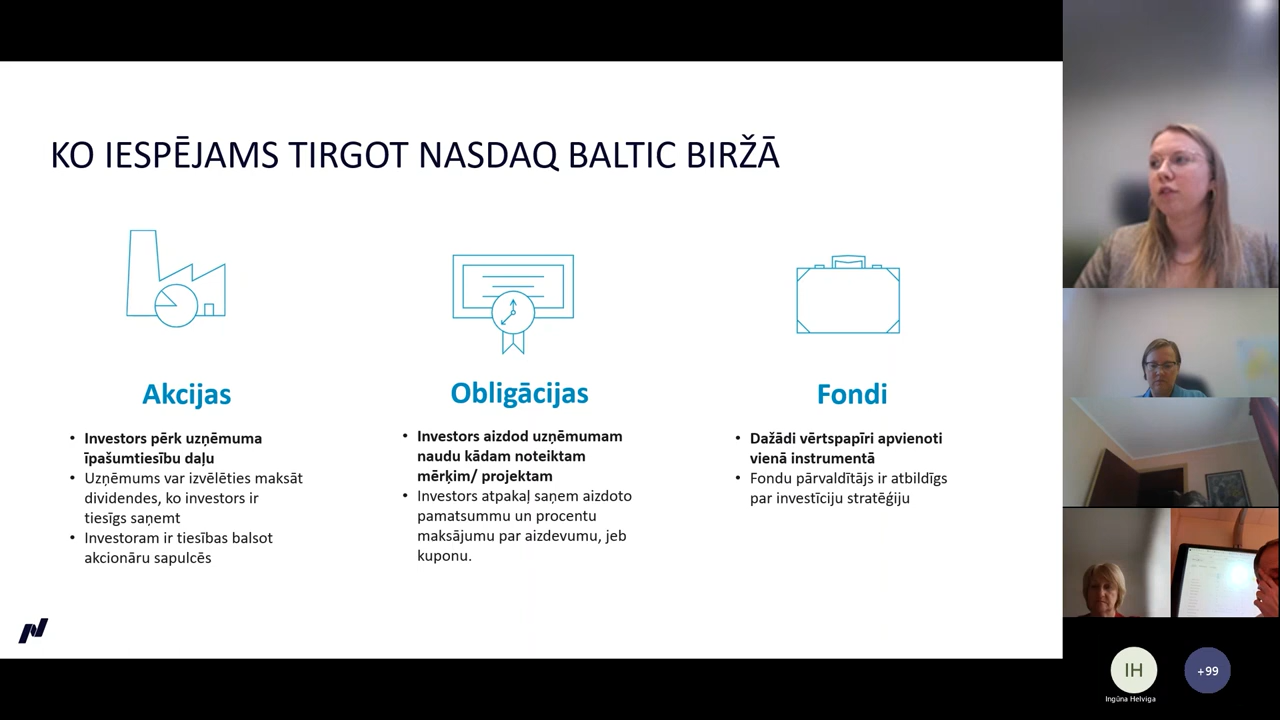 KO IESPĒJAMS TIRGOT NASDAQ BALTIC BIRŽĀ
Akcijas
• Investors pērk uzņēmuma
īpašumtiesību daļu
• Uzņēmums var izvēlēties maksāt
dividendes, ko investors ir
tiesīgs saņemt
• Investoram ir tiesības balsot
akcionāru sapulcēs
Obligācijas
• Investors aizdod uzņēmumam
naudu kādam noteiktam
mērķim/ projektam
• Investors atpakaļ saņem aizdoto
pamatsummu un procentu
maksājumu par aizdevumu, jeb
kuponu.
Fondi
• Dažādi vērtspapīri apvienoti
vienā instrumentā
• Fondu pārvaldītājs ir atbildīgs
par investīciju stratēģiju
IH
Ingūna Helviga
+99